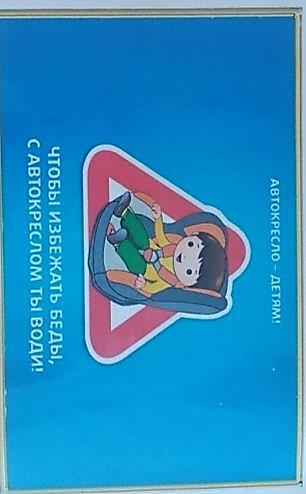 АВТОКРЕСЛО – ДЕТЯМ!
ЧТОБЫ ИЗБЕЖАТЬ БЕДЫ,
С АВТОКРЕСЛОМ ТЫ ВОДИ!